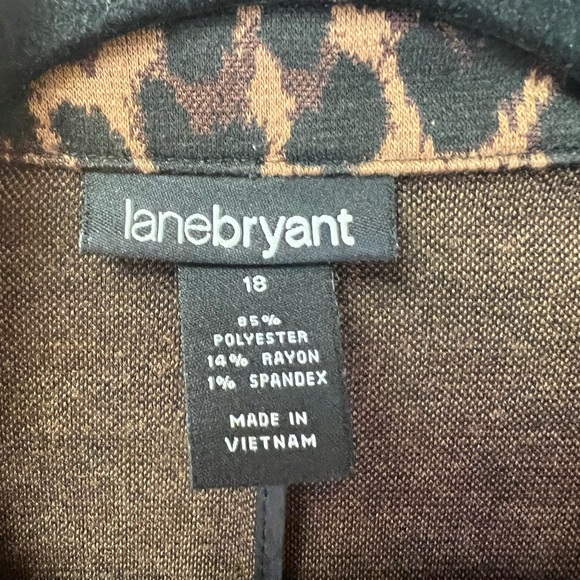 lanebryant
18
85%
POLYESTER
14% RAYON
1% SPANDEX
MADE IN
VIETNAM